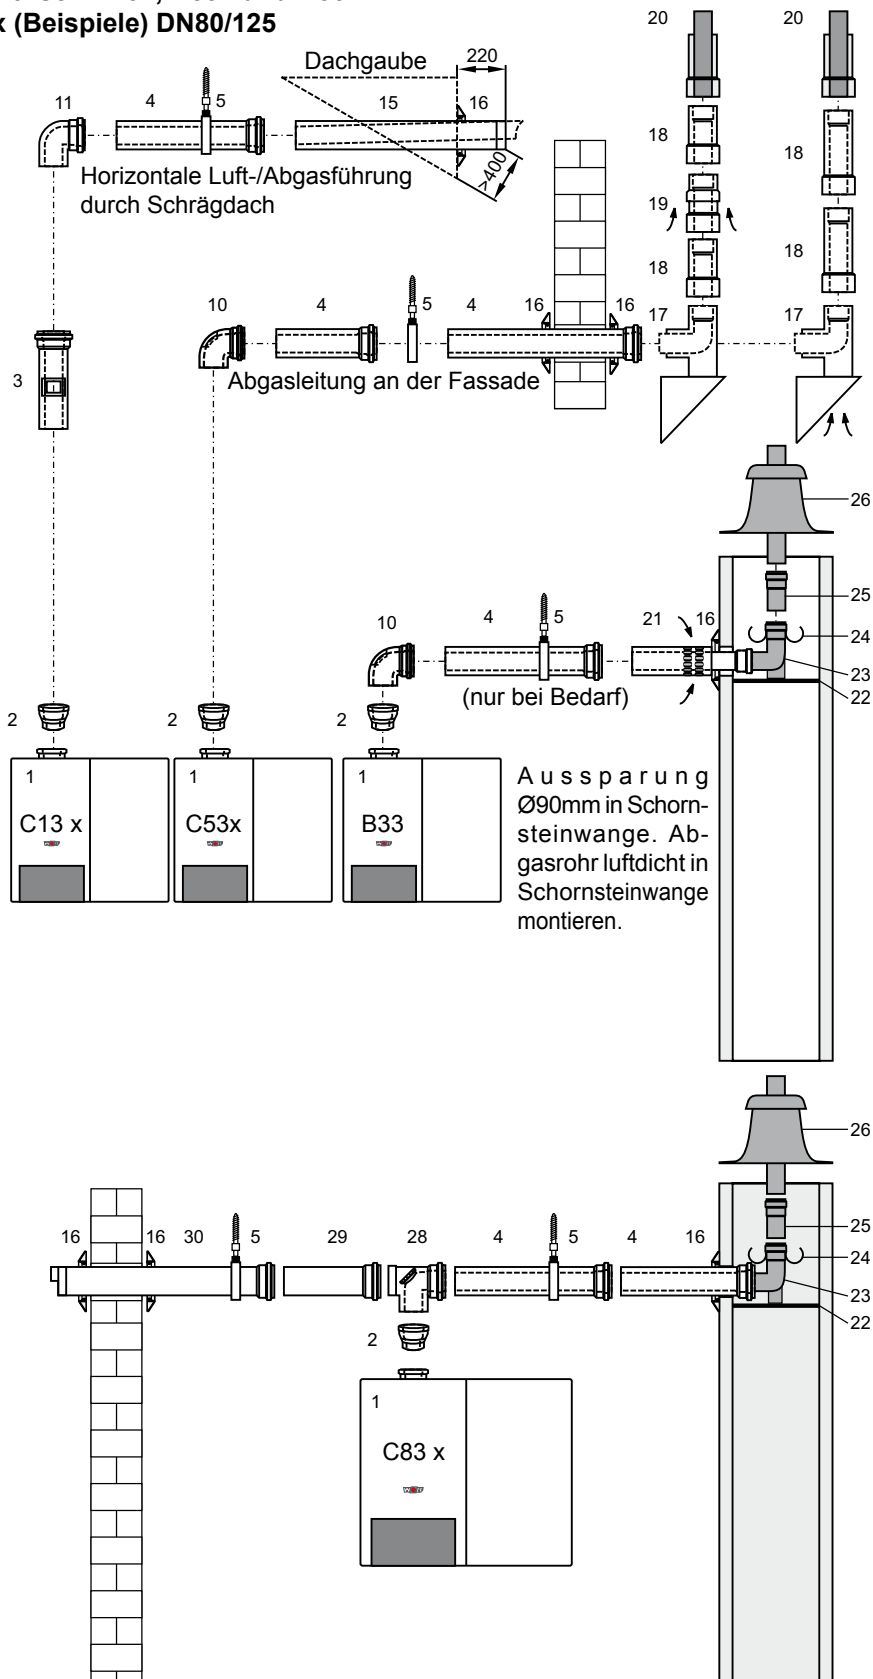 x (Beispiele) DN80/125
20 20
Dachgaube 220
11 4 5 15 16
18 18
Horizontale Luft-/Abgasführung
durch Schrägdach
>400
19
18 18
10 4 5 4 16 16 17 17
3
Abgasleitung an der Fassade
26
25
10 4 5 21 16
24
23
22
(nur bei Bedarf)
2 2 2
1 1 1
C13 x C53x B33
WOLF WOLF WOLF
Aussparung
Ø90mm in Schorn-
steinwange. Ab-
gasrohr luftdicht in
Schornsteinwange
montieren.
26
16 16 30 5 29 28 4 5 4 16 25
24
23
22
2
1
C83 x
WOLF